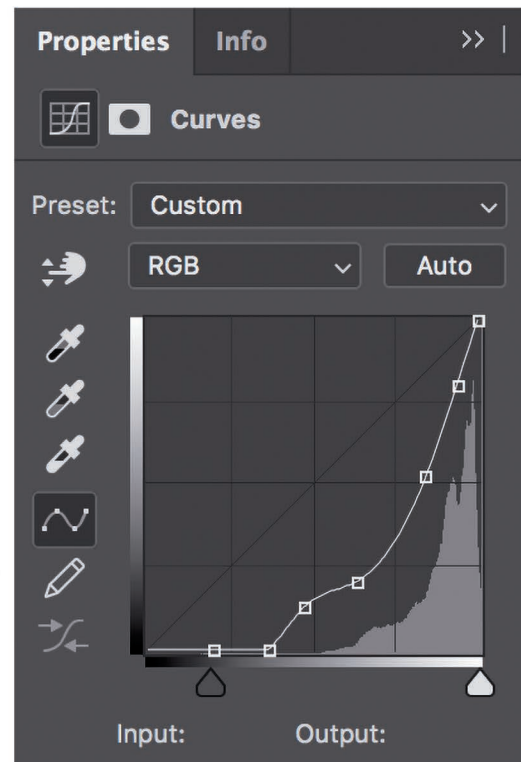 Properties Info
Curves
Preset: Custom
RGB Auto
Input: Output: